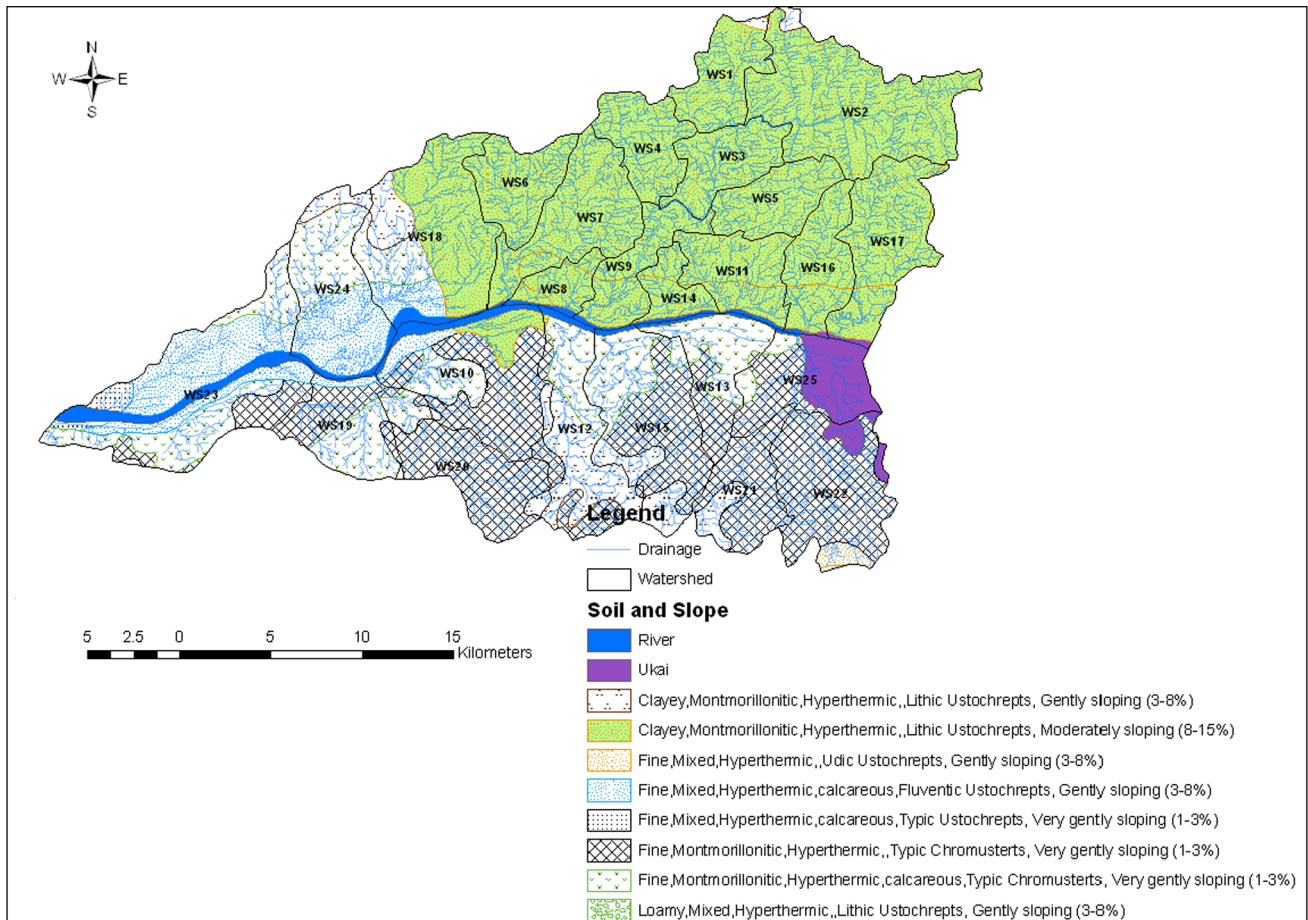 N
W E
S
WS1
WS2
WS4
WS3
WS6
WS5
WS7
WS18
WS17
WS9
WS11
WS16
WS24
WS8
WS14
WS10
WS13
WS25
WS23
WS19
WS12
WS15
WS20
WS21
WS22
Legend
Drainage
Watershed
Soil and Slope
5 2.5 0 5 10 15
Kilometers
River
Ukai
Clayey,Montmorillonitic,Hyperthermic,,Lithic Ustochrepts, Gently sloping (3-8%)
Clayey,Montmorillonitic,Hyperthermic,,Lithic Ustochrepts, Moderately sloping (8-15%)
Fine,Mixed,Hyperthermic,,Udic Ustochrepts, Gently sloping (3-8%)
Fine,Mixed,Hyperthermic,calcareous,Fluventic Ustochrepts, Gently sloping (3-8%)
Fine,Mixed,Hyperthermic,calcareous,Typic Ustochrepts, Very gently sloping (1-3%)
Fine,Montmorillonitic,Hyperthermic,,Typic Chromusterts, Very gently sloping (1-3%)
Fine,Montmorillonitic,Hyperthermic,calcareous,Typic Chromusterts, Very gently sloping (1-3%)
Loamy,Mixed,Hyperthermic,,Lithic Ustochrepts, Gently sloping (3-8%)